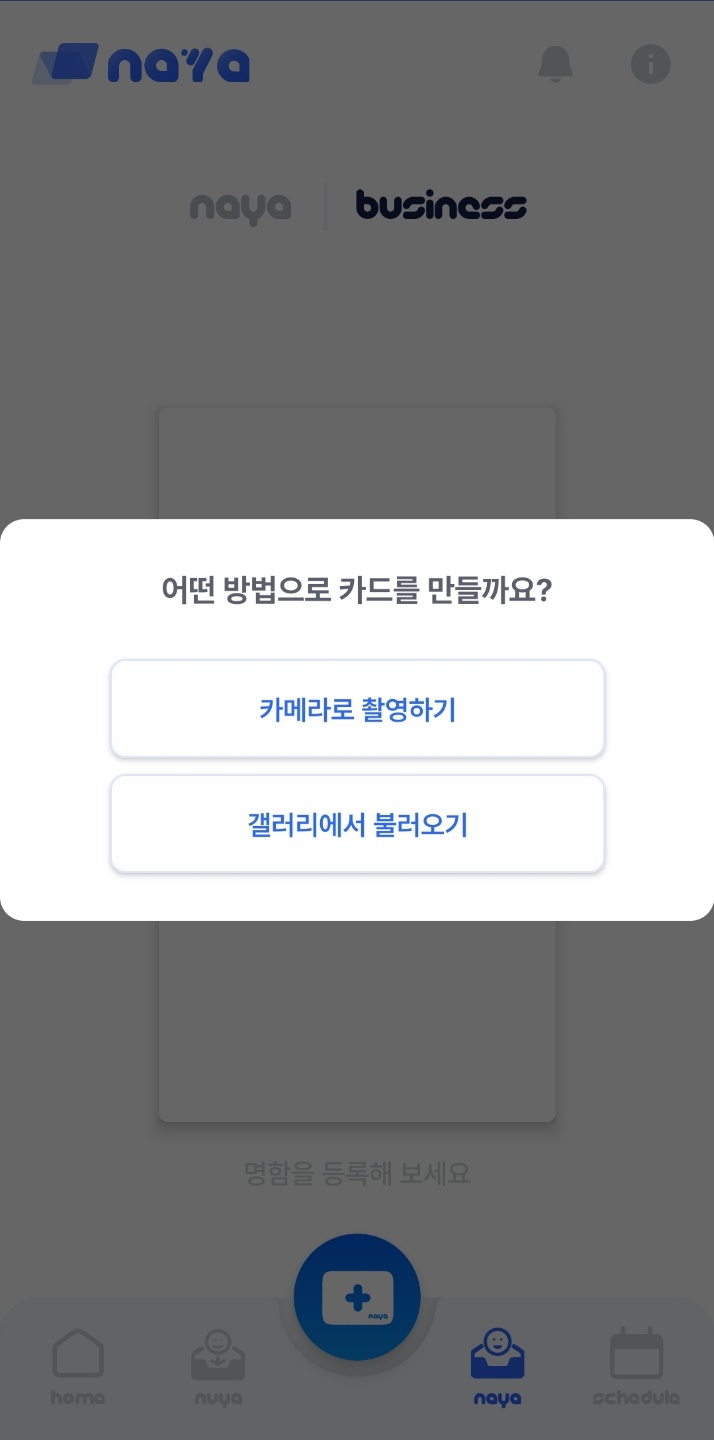 naya
naya
business
어떤 방법으로 카드를 만들까요?
카메라로 촬영하기
갤러리에서 불러오기
명함을 등록해 보세요
naya
home
nuya
naya
schedule